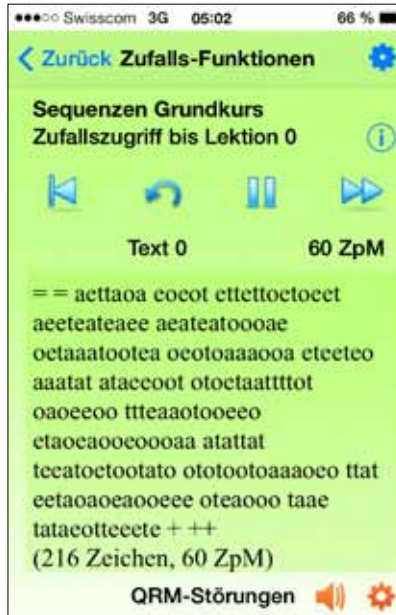 Swisscom 3G 05:02 66 %
Zurück Zufalls-Funktionen
Sequenzen Grundkurs
Zufallszugriff bis Lektion 0
Text 0 60 ZpM
= = aettaoa eoeot ettettoetoeet
aeeteateaee aeateatoooae
oetaaatootea oeotoaaaooa eteeteo
aaatat ataeeoot otoetaattttot
oaoeeoo ttteaaotooeeo
etaoeaooeoooaa atattat
teeatoetootato ototootoaaaoeo ttat
eetaoaoeaooeee oteaooo taae
tataeotteeete + ++
(216 Zeichen, 60 ZpM)
QRM-Störungen